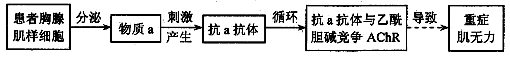 患者胸腺
肌样细胞
分泌
物质a
刺激
产生
抗a抗体
循环
抗a抗体与乙酰
胆碱竞争AChR
导致
重症
肌无力